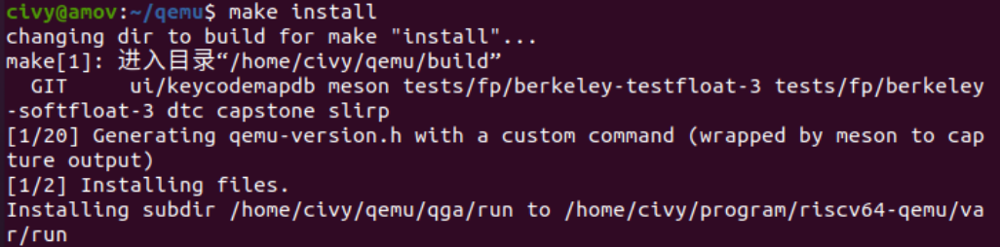 civy@amov:~/qemu$ make install
changing dir to build for make "install"...
make[1]: 进入目录“/home/civy/qemu/build”
  GIT     ui/keycodemapdb meson tests/fp/berkeley-testfloat-3 tests/fp/berkeley
-softfloat-3 dtc capstone slirp
[1/20] Generating qemu-version.h with a custom command (wrapped by meson to cap
ture output)
[1/2] Installing files.
Installing subdir /home/civy/qemu/qga/run to /home/civy/program/riscv64-qemu/va
r/run